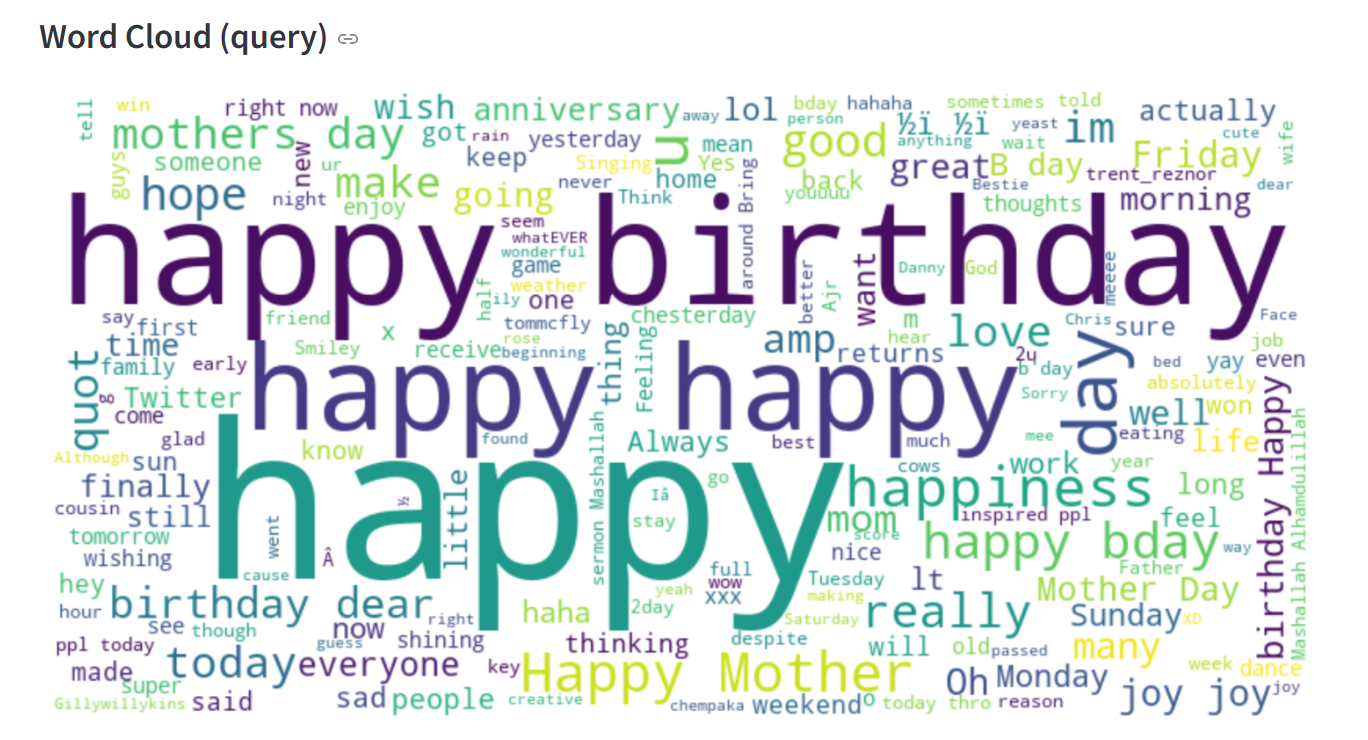 Word Cloud (query)
tell
win
right now
wish
anniversary
away
lol
bday
hahaha
sometimes told
actually
person
mothers day
got
rain
yesterday
u
mean
good
½ï ½ï
yeast
im
cute
wife
anything
wait
guys
someone
new
ur
keep
Singing
Yes
great
B day
Friday
trent_reznor
hope
night
make
enjoy
going
never
Think
home
around Bring
back
youuuu
Bestie
dear
thoughts
morning
happy birthday
seem
whatEVER
wonderful
game
weather
half
ily
one
better
Ajr
want
Danny
God
meeee
say
first
friend
x
tommcfly
chesterday
m
love
Chris
sure
Face
time
Smiley
receive
rose
beginning
thing
Feeling
amp
hear
returns
2u
day
job
family
early
b'day
bed
yay
even
quot
g
Twitter
come
happy happy
Sorry
absolutely
well
won
glad
know
found
Always
best
much
mee
eating
life
Although
sun
sermon Mashallah
cows
work
year
birthday Happy
Mashallah Alhamdulillah
finally
happy
little
½
Iâ
go
happiness
long
cousin
still
went
stay
mom
score
inspired ppl
feel
tomorrow
wishing
Â
nice
happy bday
way
cause
full
wow
Father
hey
yeah
xxx
Tuesday
making
lt
Mother Day
hour
birthday dear
right
haha
2day
Saturday
really
Sunday
XD
see
though
now
guess
shining
thinking
despite
will
old
passed
many
ppl today
made
today
everyone
key
Happy Mother
Oh
Monday
week
dance
super
Gillywillykins
said
sad
people
creative
chempaka
weekend
o
today thro
reason
joy joy
joy